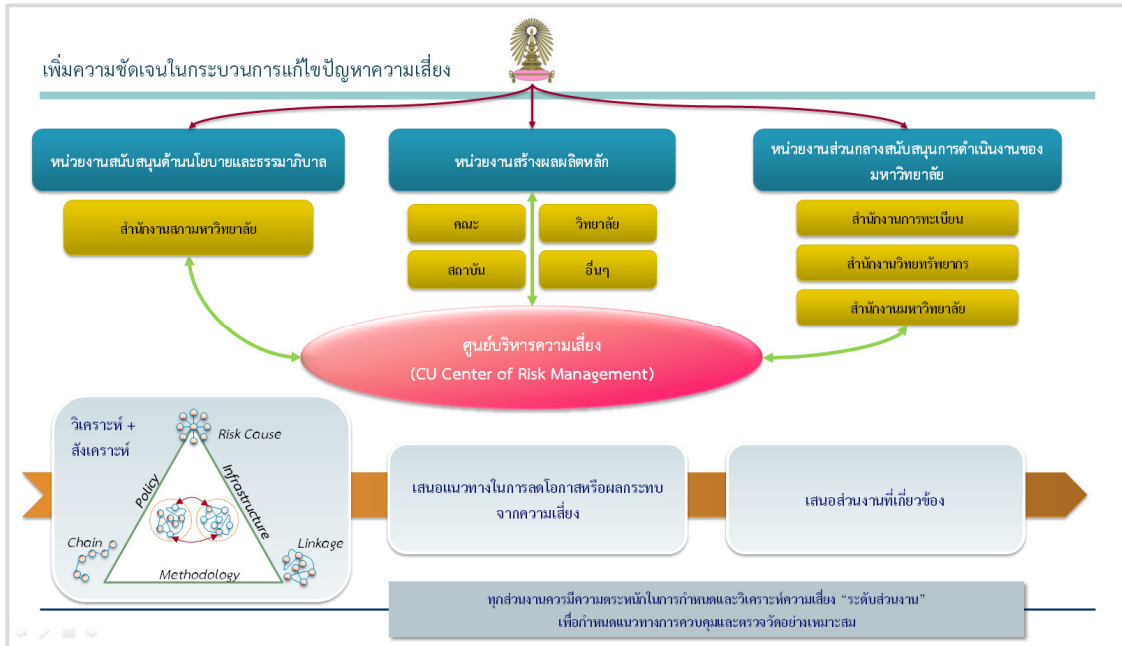 เพิ่มความชัดเจนในกระบวนการแก้ไขปัญหาความเสี่ยง
หน่วยงานสนับสนุนด้านนโยบายและธรรมาภิบาล
หน่วยงานสร้างผลผลิตหลัก
หน่วยงานส่วนกลางสนับสนุนการดำเนินงานของ
มหาวิทยาลัย
สำนักงานสภามหาวิทยาลัย
คณะ
วิทยาลัย
สถาบัน
อื่นๆ
สำนักงานการทะเบียน
สำนักงานวิทยทรัพยากร
สำนักงานมหาวิทยาลัย
ศูนย์บริหารความเสี่ยง
(CU Center of Risk Management)
วิเคราะห์ +
สังเคราะห์
Risk Cause
Policy
Infrastructure
Chain
Linkage
Methodology
เสนอแนวทางในการลดโอกาสหรือผลกระทบ
จากความเสี่ยง
เสนอส่วนงานที่เกี่ยวข้อง
ทุกส่วนงานควรมีความตระหนักในการกำหนดและวิเคราะห์ความเสี่ยง “ระดับส่วนงาน”
เพื่อกำหนดแนวทางการควบคุมและตรวจวัดอย่างเหมาะสม